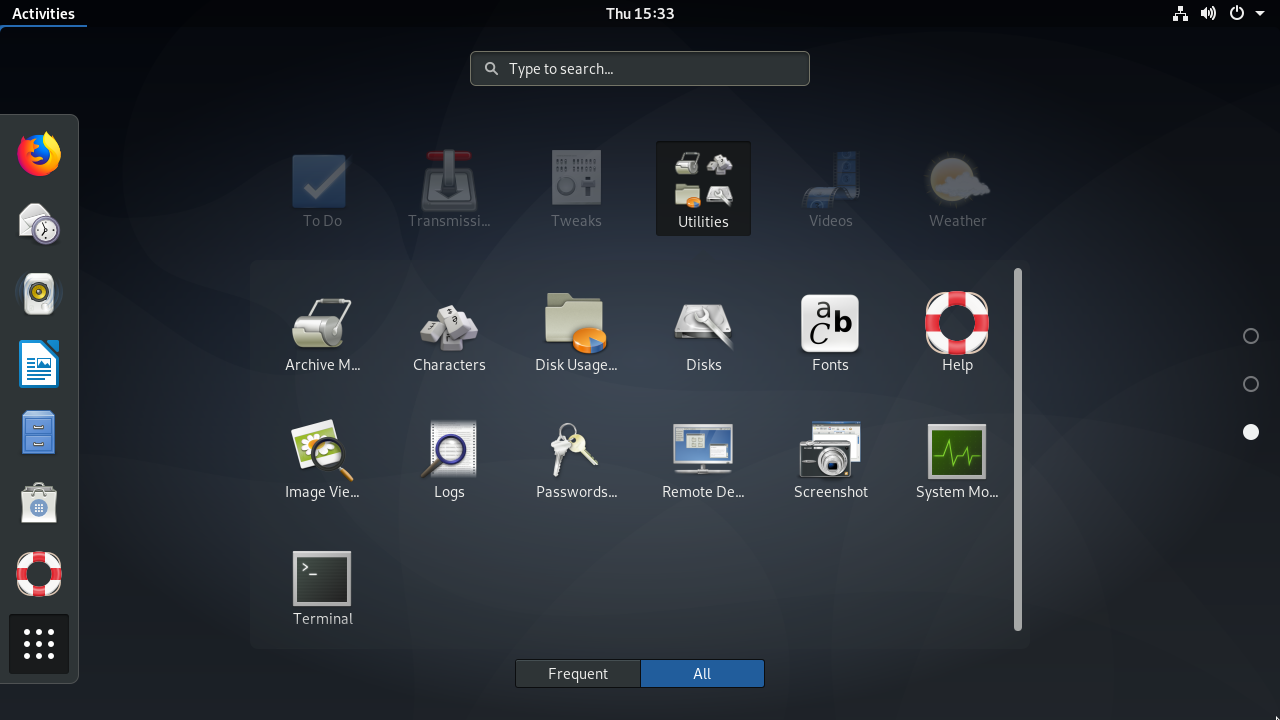 Activities
Thu 15:33
Type to search...
To Do
Transmissi...
Tweaks
Utilities
Videos
Weather
Archive M...
Characters
Disk Usage...
Disks
Fonts
Help
Image Vie...
Logs
Passwords...
Remote De...
Screenshot
System Mo...
Terminal
Frequent
All